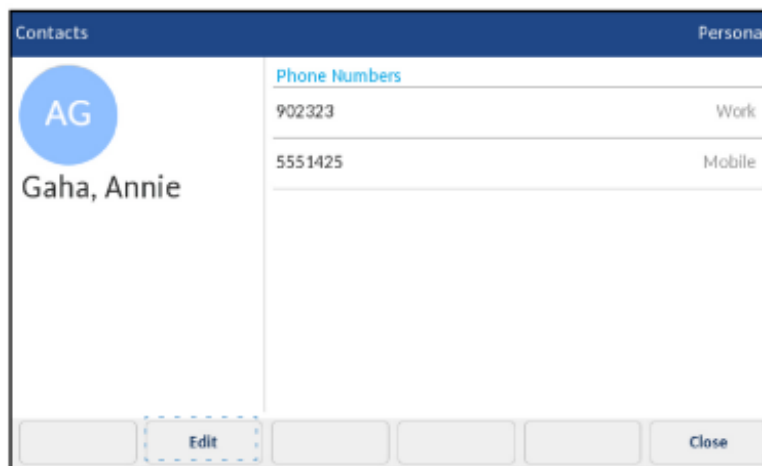 Contacts Persona
AG
Gaha, Annie
Phone Numbers
902323 Work
5551425 Mobile
Edit Close